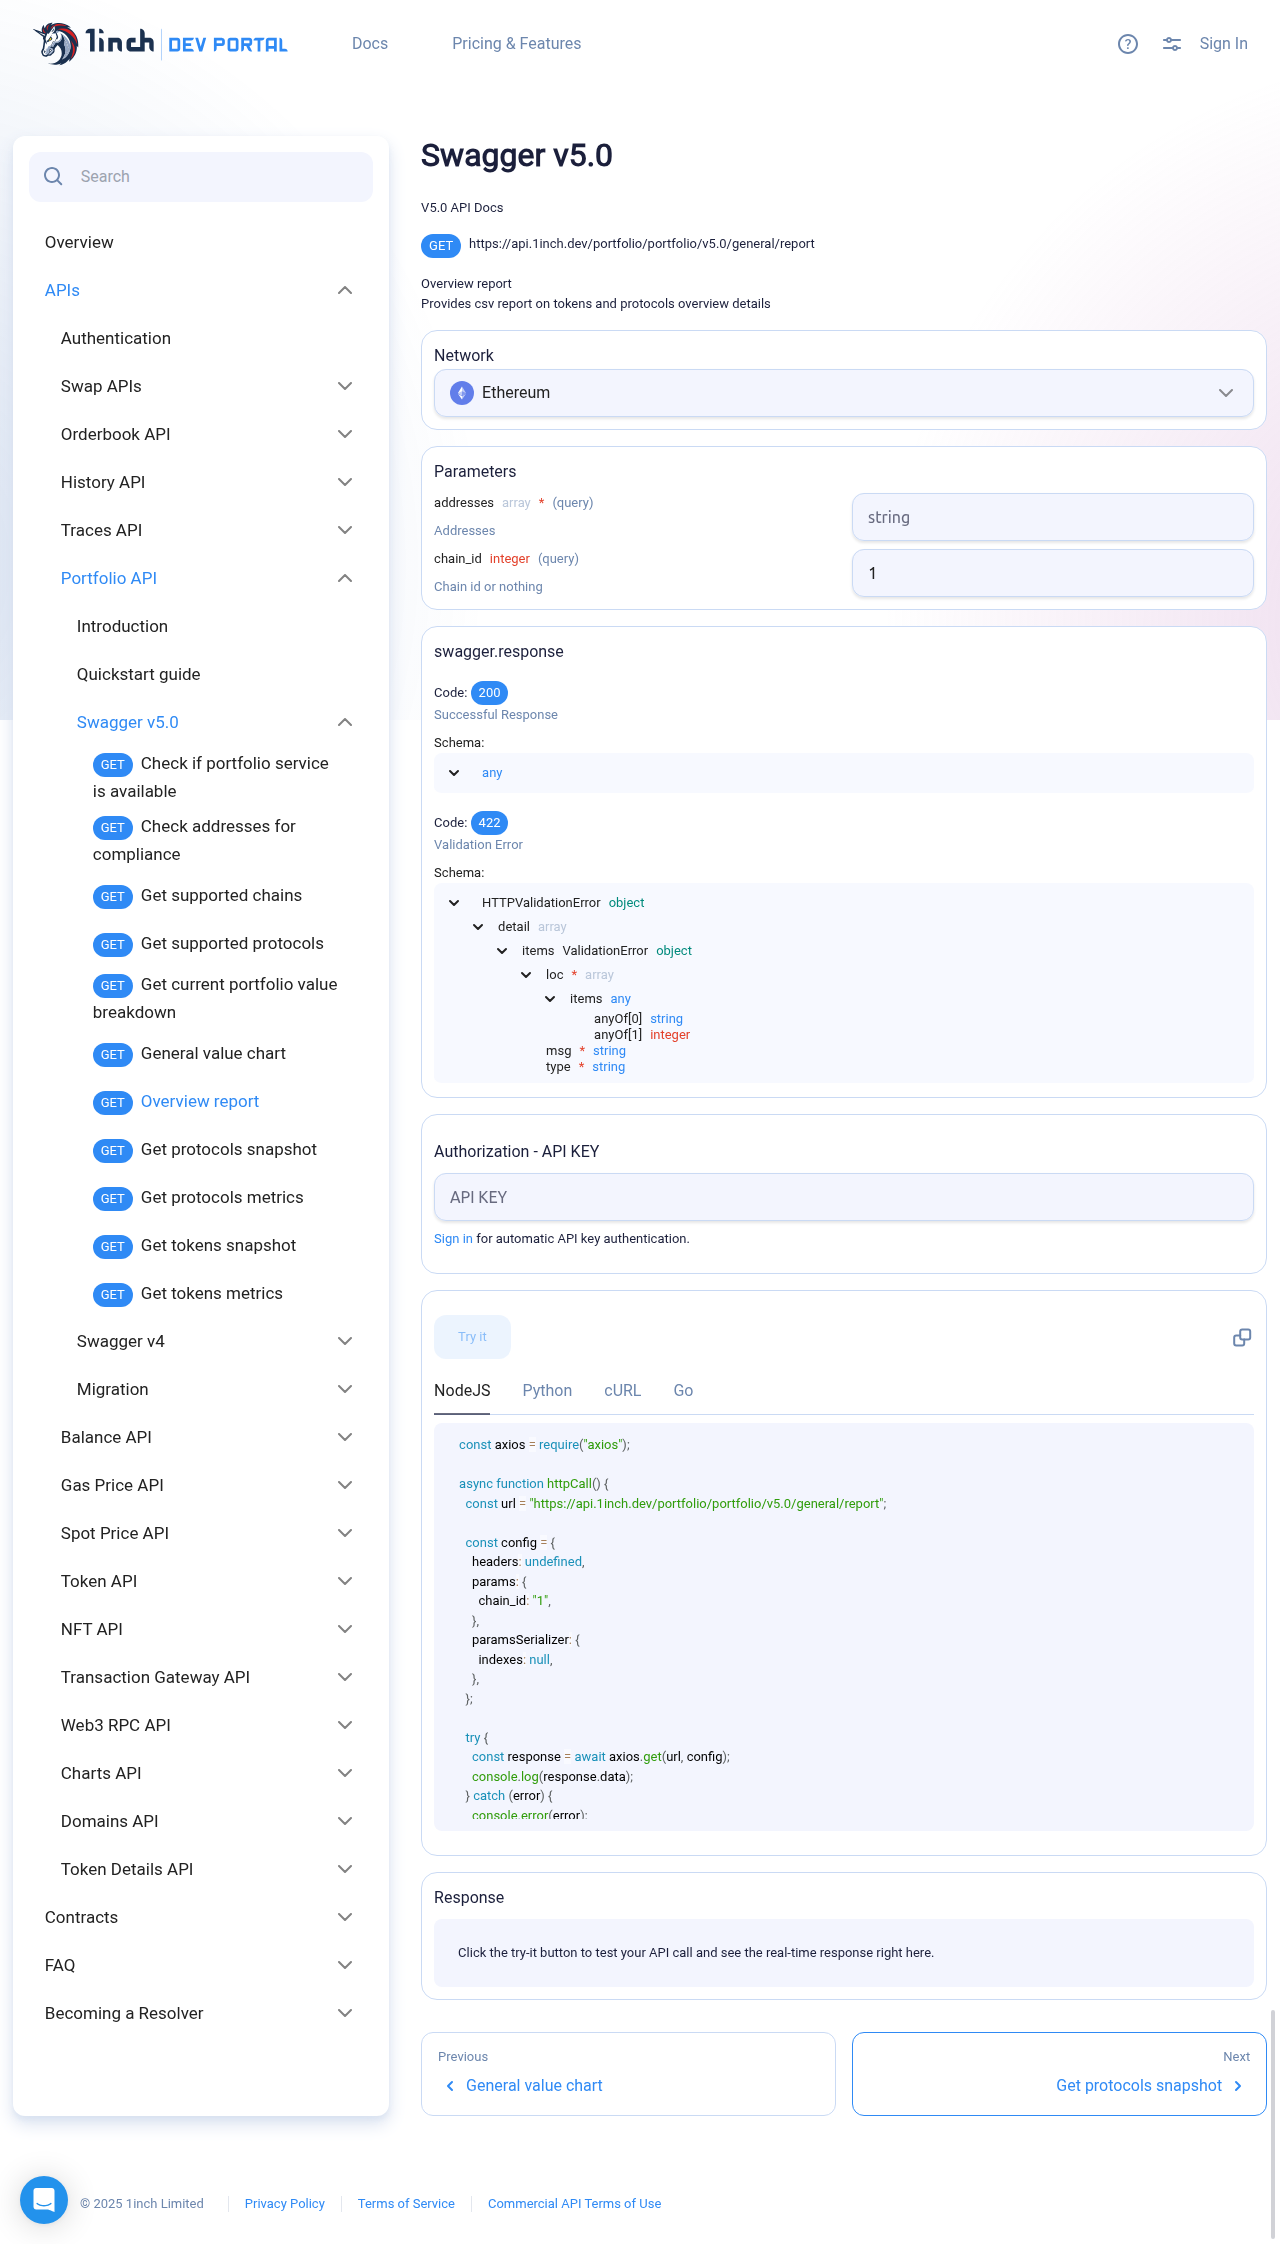 1inch DEV PORTAL
Docs
Pricing & Features
Sign In
Search
Overview
APIs
Authentication
Swap APIs
Orderbook API
History API
Traces API
Portfolio API
Introduction
Quickstart guide
Swagger v5.0
GET Check if portfolio service
is available
GET Check addresses for
compliance
GET Get supported chains
GET Get supported protocols
GET Get current portfolio value
breakdown
GET General value chart
GET Overview report
GET Get protocols snapshot
GET Get protocols metrics
GET Get tokens snapshot
GET Get tokens metrics
Swagger v4
Migration
Balance API
Gas Price API
Spot Price API
Token API
NFT API
Transaction Gateway API
Web3 RPC API
Charts API
Domains API
Token Details API
Contracts
FAQ
Becoming a Resolver
Swagger v5.0
V5.0 API Docs
GET https://api.1inch.dev/portfolio/portfolio/v5.0/general/report
Overview report
Provides csv report on tokens and protocols overview details
Network
Ethereum
Parameters
addresses array * (query)
string
Addresses
chain_id integer (query)
1
Chain id or nothing
swagger.response
Code: 200
Successful Response
Schema:
any
Code: 422
Validation Error
Schema:
HTTPValidationError object
detail array
items ValidationError object
loc * array
items any
anyOf[0] string
anyOf[1] integer
msg * string
type * string
Authorization - API KEY
API KEY
Sign in for automatic API key authentication.
Try it
NodeJS Python cURL Go
const axios = require("axios");
async function httpCall() {
const url = "https://api.1inch.dev/portfolio/portfolio/v5.0/general/report";
const config = {
headers: undefined,
params: {
chain_id: "1",
},
paramsSerializer: {
indexes: null,
},
};
try {
const response = await axios.get(url, config);
console.log(response.data);
} catch (error) {
console.error(error);
Response
Click the try-it button to test your API call and see the real-time response right here.
Previous
General value chart
Next
Get protocols snapshot
© 2025 1inch Limited
Privacy Policy
Terms of Service
Commercial API Terms of Use